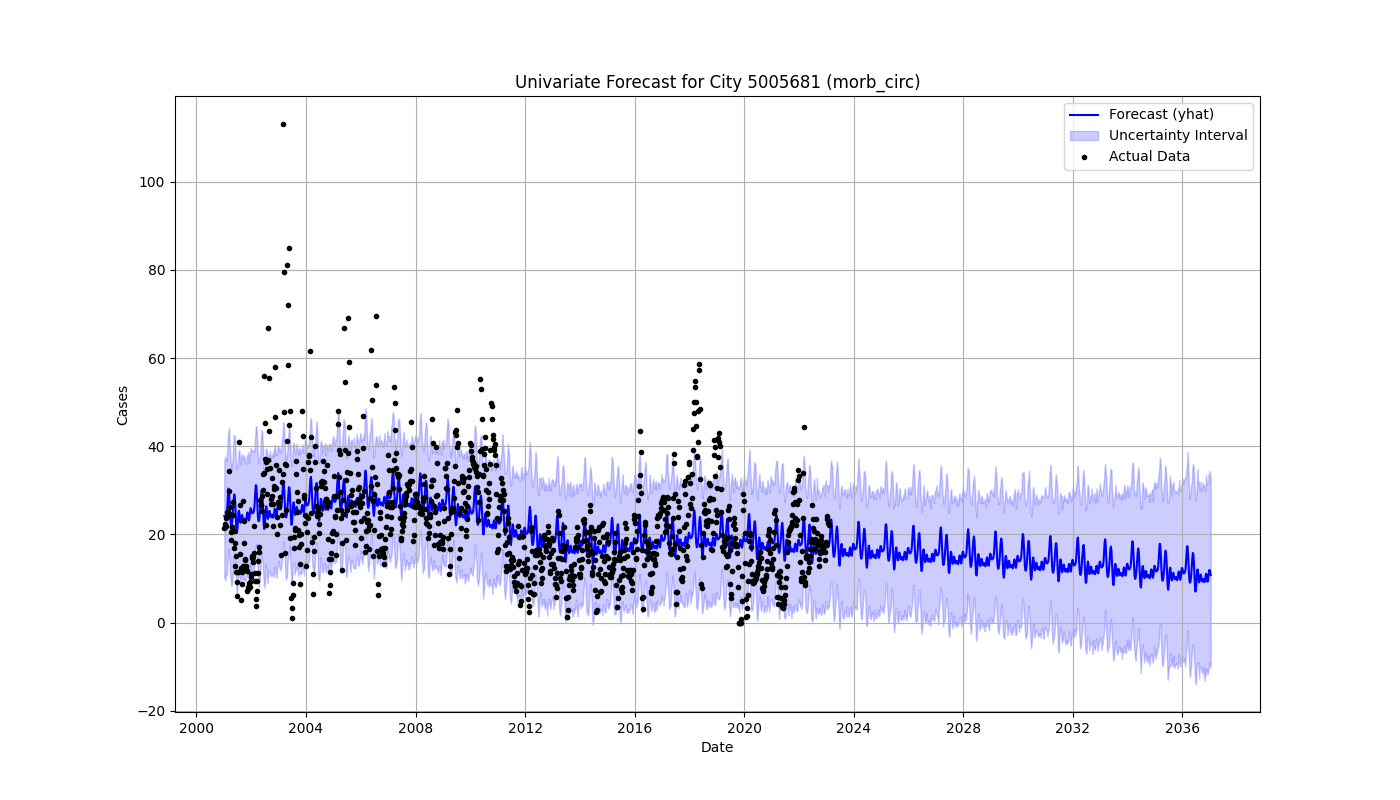 Univariate Forecast for City 5005681 (morb_circ)
Forecast (yhat)
Uncertainty Interval
Actual Data
Cases
100
80
60
40
20
0
−20
2000 2004 2008 2012 2016 2020 2024 2028 2032 2036
Date